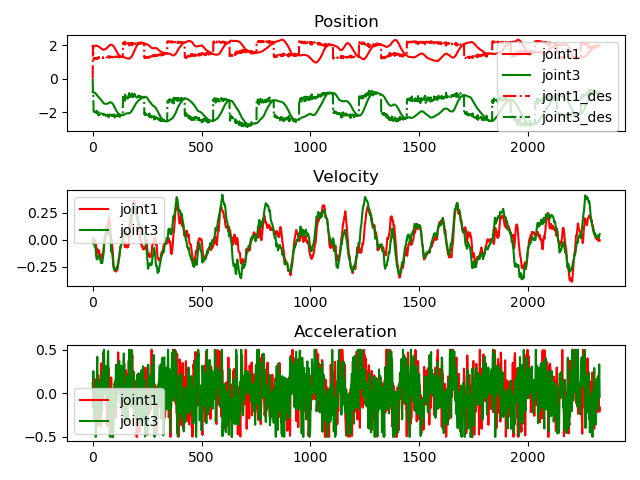 Position
2
0
−2
joint1
joint3
joint1_des
joint3_des
0 500 1000 1500 2000
Velocity
0.25
0.00
−0.25
joint1
joint3
0 500 1000 1500 2000
Acceleration
0.5
0.0
−0.5
joint1
joint3
0 500 1000 1500 2000